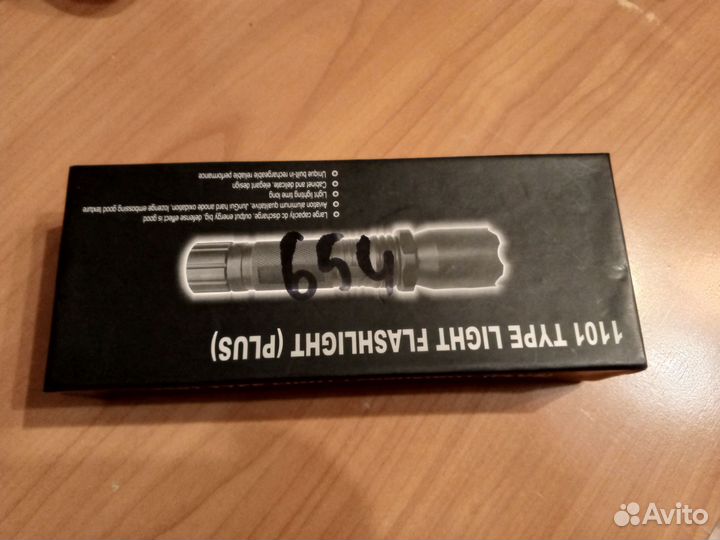 1101 TYPE LIGHT FLASHLIGHT (PLUS)
Large capacity dc discharge, output energy big, defense effect is good
Aviaton aluminum qualitative, JunGui hard anode oxidation, lozenge embossing good texture
Light lighting time long
Cabinet and delicate, elegant design
Unique built-in rechargeable reliable performance
Avito